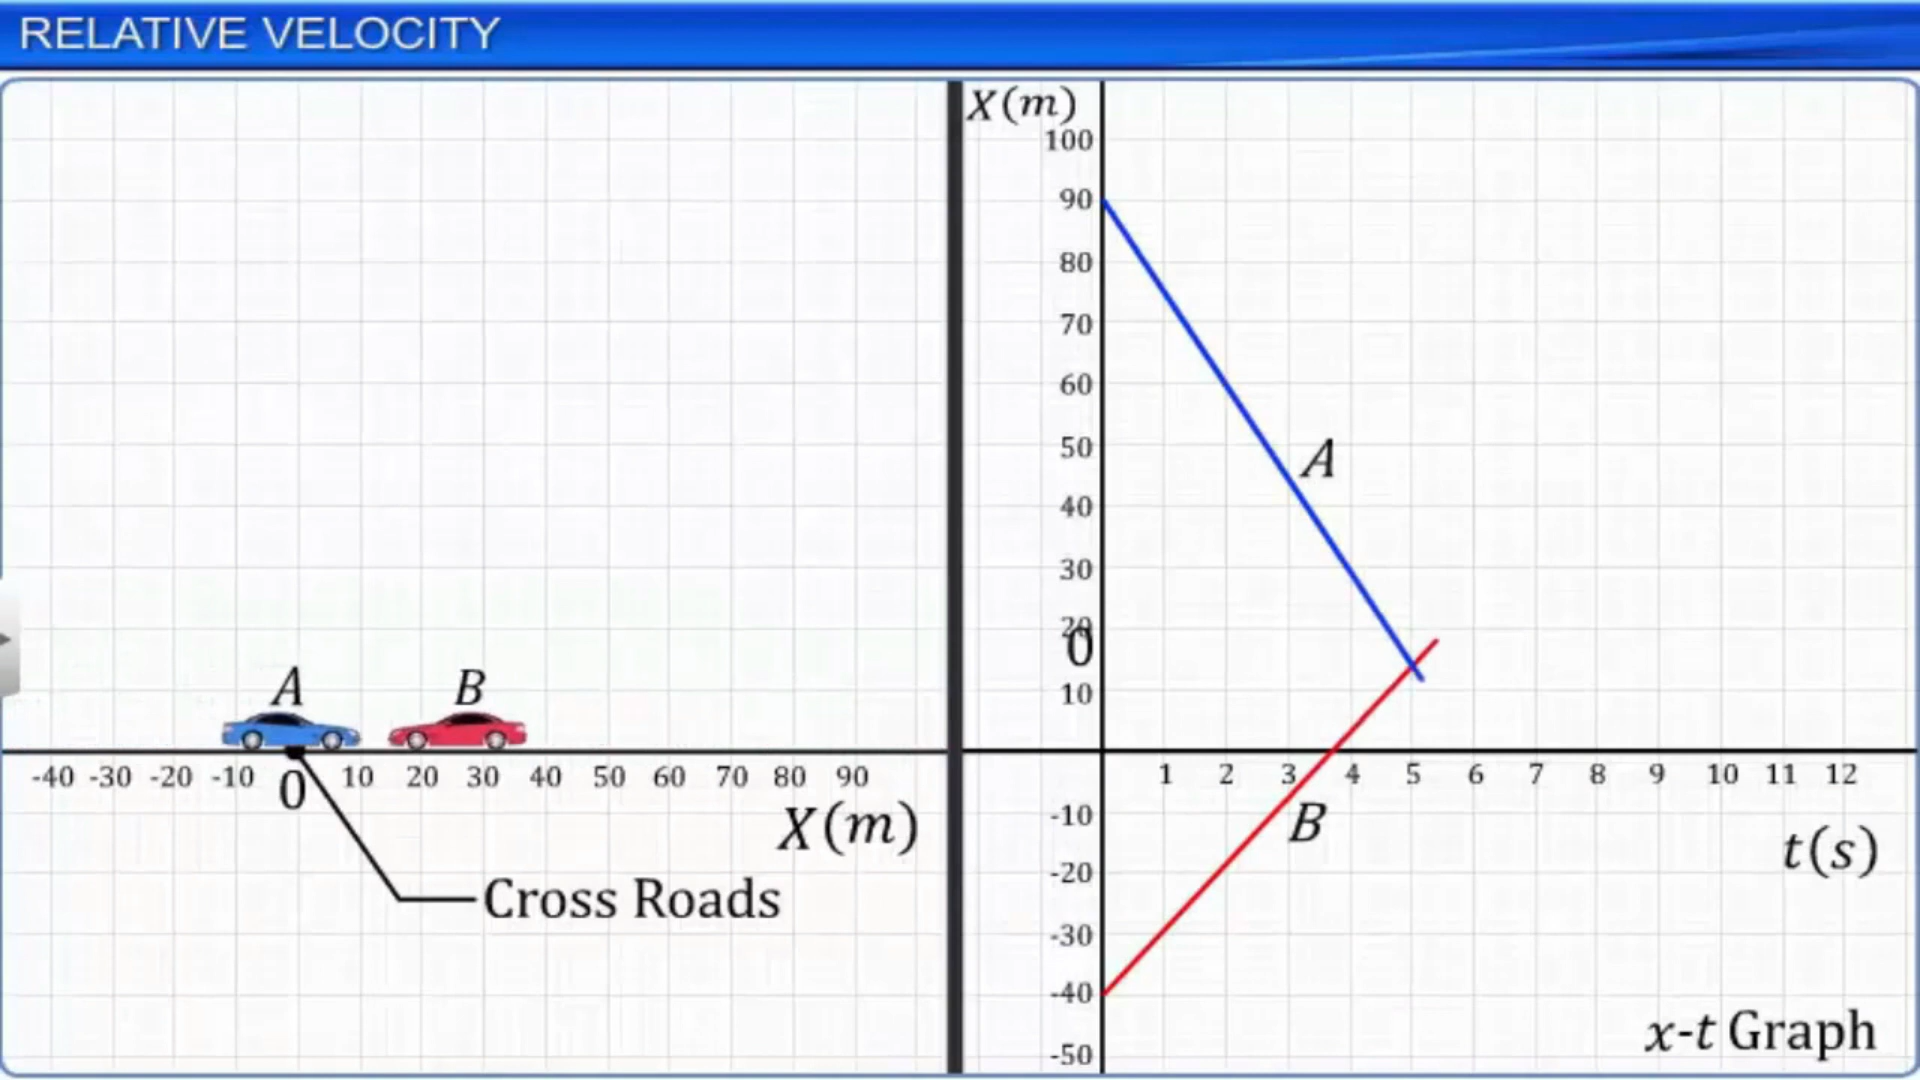 RELATIVE VELOCITY
A B
-40 -30 -20 -10 0 10 20 30 40 50 60 70 80 90
X(m)
Cross Roads
X(m)
100
90
80
70
60
50
A
40
30
20
0
10
1 2 3 4 5 6 7 8 9 10 11 12
-10
B
t(s)
-20
-30
-40
x-t Graph
-50